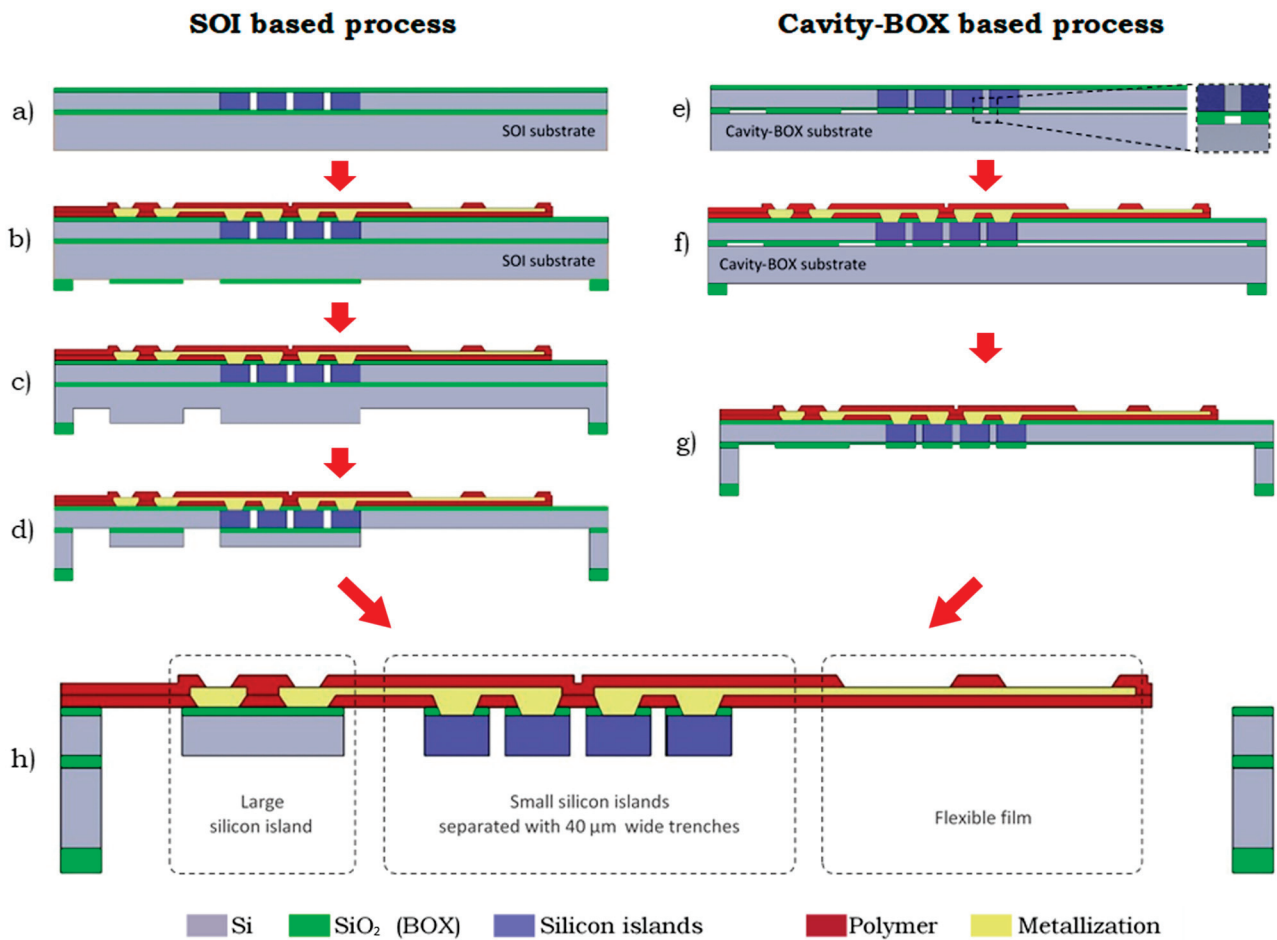 SOI based process
Cavity-BOX based process
a)
SOI substrate
e)
Cavity-BOX substrate
b)
SOI substrate
f)
Cavity-BOX substrate
c)
g)
d)
h)
Large
silicon island
Small silicon islands
separated with 40 µm wide trenches
Flexible film
Si
SiO₂ (BOX)
Silicon islands
Polymer
Metallization